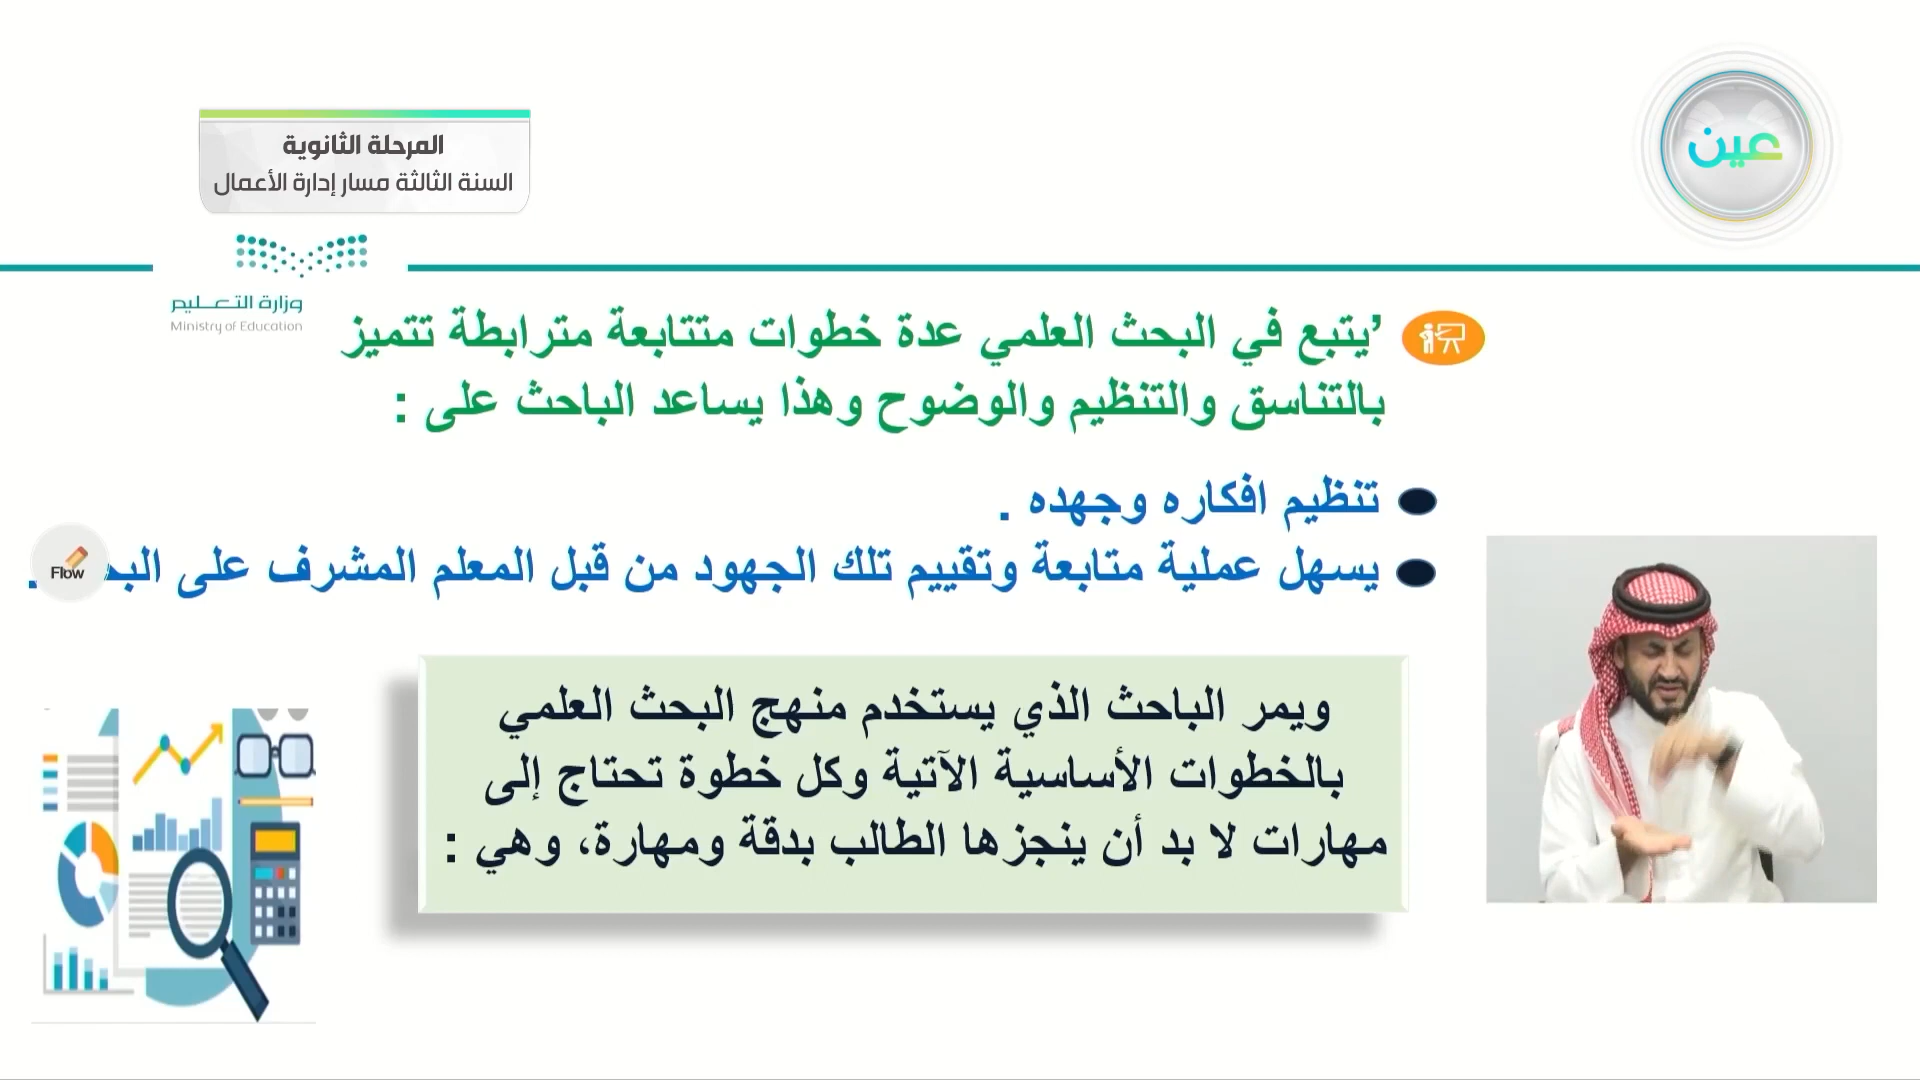 المرحلة الثانوية
السنة الثالثة مسار إدارة الأعمال
عين
وزارة التعليم
Ministry of Education
’يتبع في البحث العلمي عدة خطوات متتابعة مترابطة تتميز
بالتناسق والتنظيم والوضوح وهذا يساعد الباحث على :
تنظيم افكاره وجهده .
يسهل عملية متابعة وتقييم تلك الجهود من قبل المعلم المشرف على
Flow
ويمر الباحث الذي يستخدم منهج البحث العلمي
بالخطوات الأساسية الآتية وكل خطوة تحتاج إلى
مهارات لا بد أن ينجزها الطالب بدقة ومهارة، وهي :